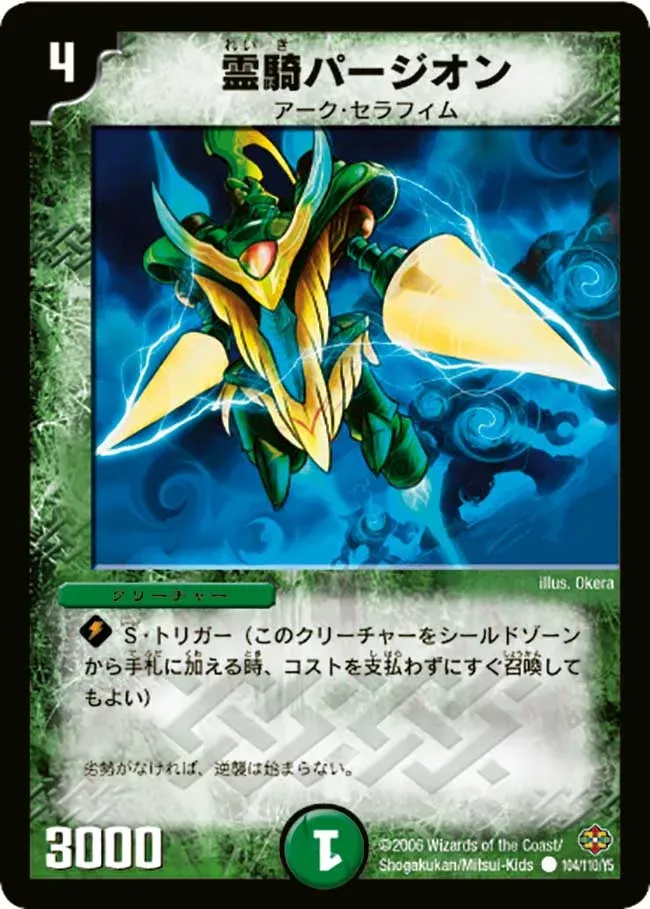 4
れいき
霊騎パージオン
アーク・セラフィム
illus. Okera
クリーチャー
S・トリガー(このクリーチャーをシールドゾーン
から手札に加える時、コストを支払わずにすぐ召喚して
もよい)
劣勢がなければ、逆襲は始まらない。
3000
1
©2006 Wizards of the Coast/
Shogakukan/Mitsui-Kids
104/110/Y5